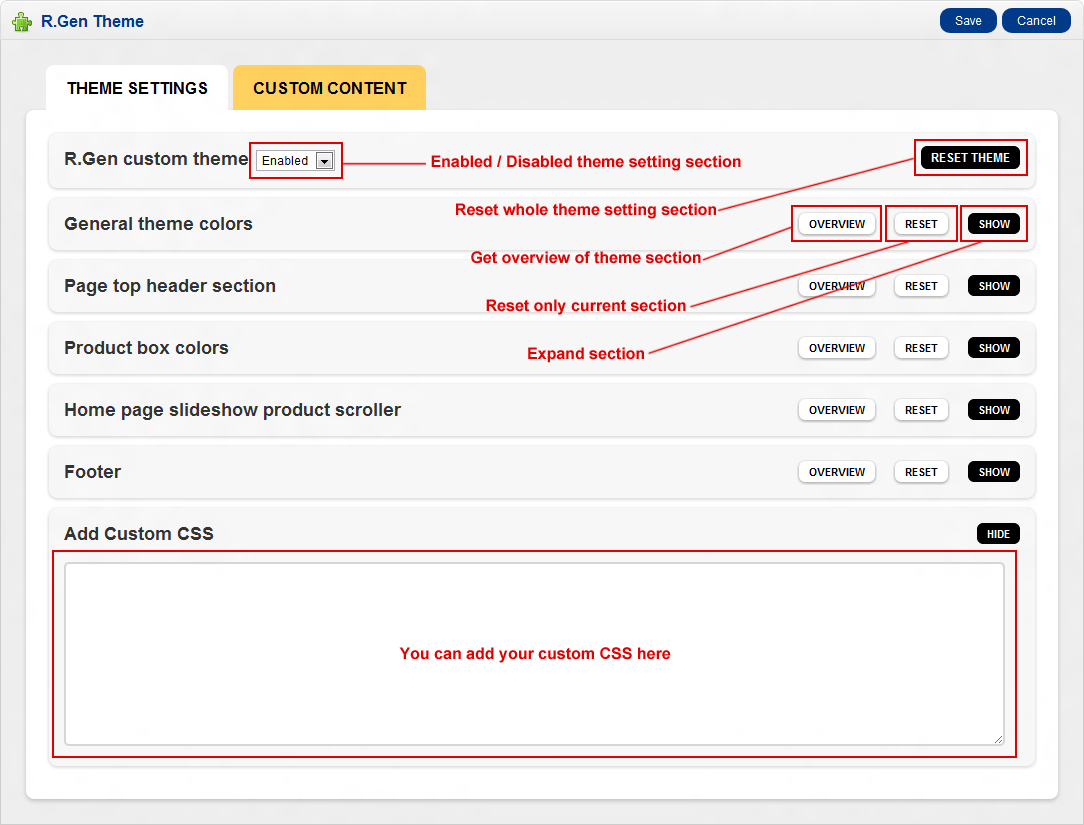 R.Gen Theme
Save
Cancel
THEME SETTINGS
CUSTOM CONTENT
R.Gen custom theme
Enabled
Enabled / Disabled theme setting section
RESET THEME
Reset whole theme setting section
General theme colors
OVERVIEW
RESET
SHOW
Get overview of theme section
Page top header section
OVERVIEW
RESET
SHOW
Reset only current section
Product box colors
OVERVIEW
RESET
SHOW
Expand section
Home page slideshow product scroller
OVERVIEW
RESET
SHOW
Footer
OVERVIEW
RESET
SHOW
Add Custom CSS
HIDE
You can add your custom CSS here